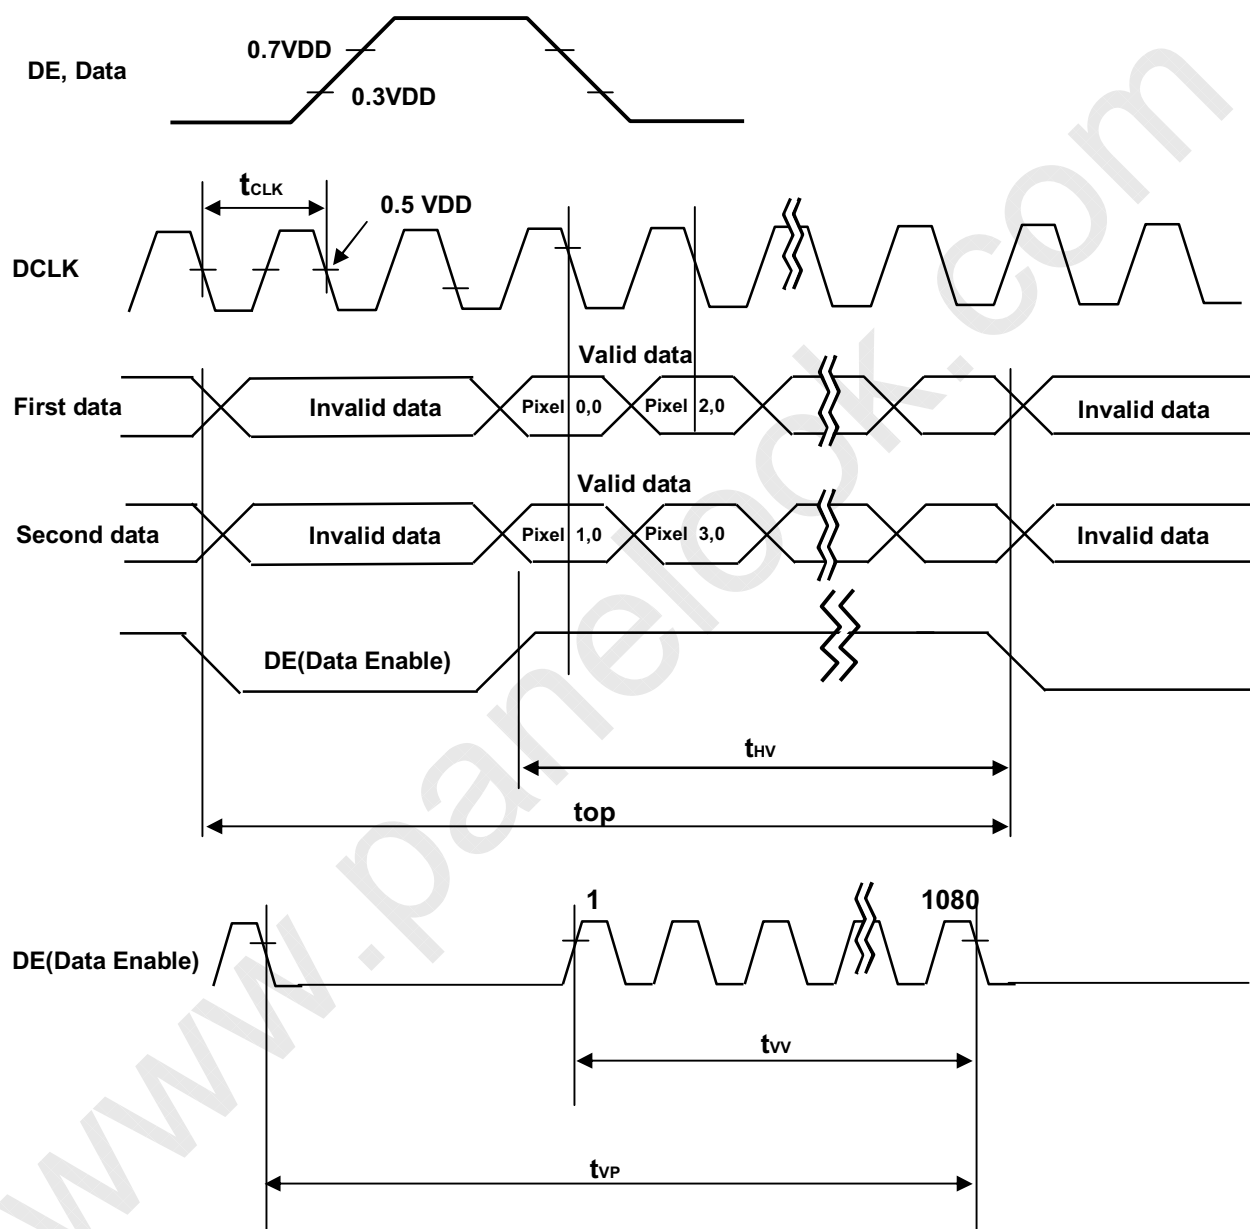 0.7VDD
DE, Data
0.3VDD
tCLK
0.5 VDD
DCLK
Valid data
First data
Invalid data
Pixel 0,0
Pixel 2,0
Invalid data
Valid data
Second data
Invalid data
Pixel 1,0
Pixel 3,0
Invalid data
DE(Data Enable)
tHV
top
1
1080
DE(Data Enable)
tVV
tVP
www.panelook.com